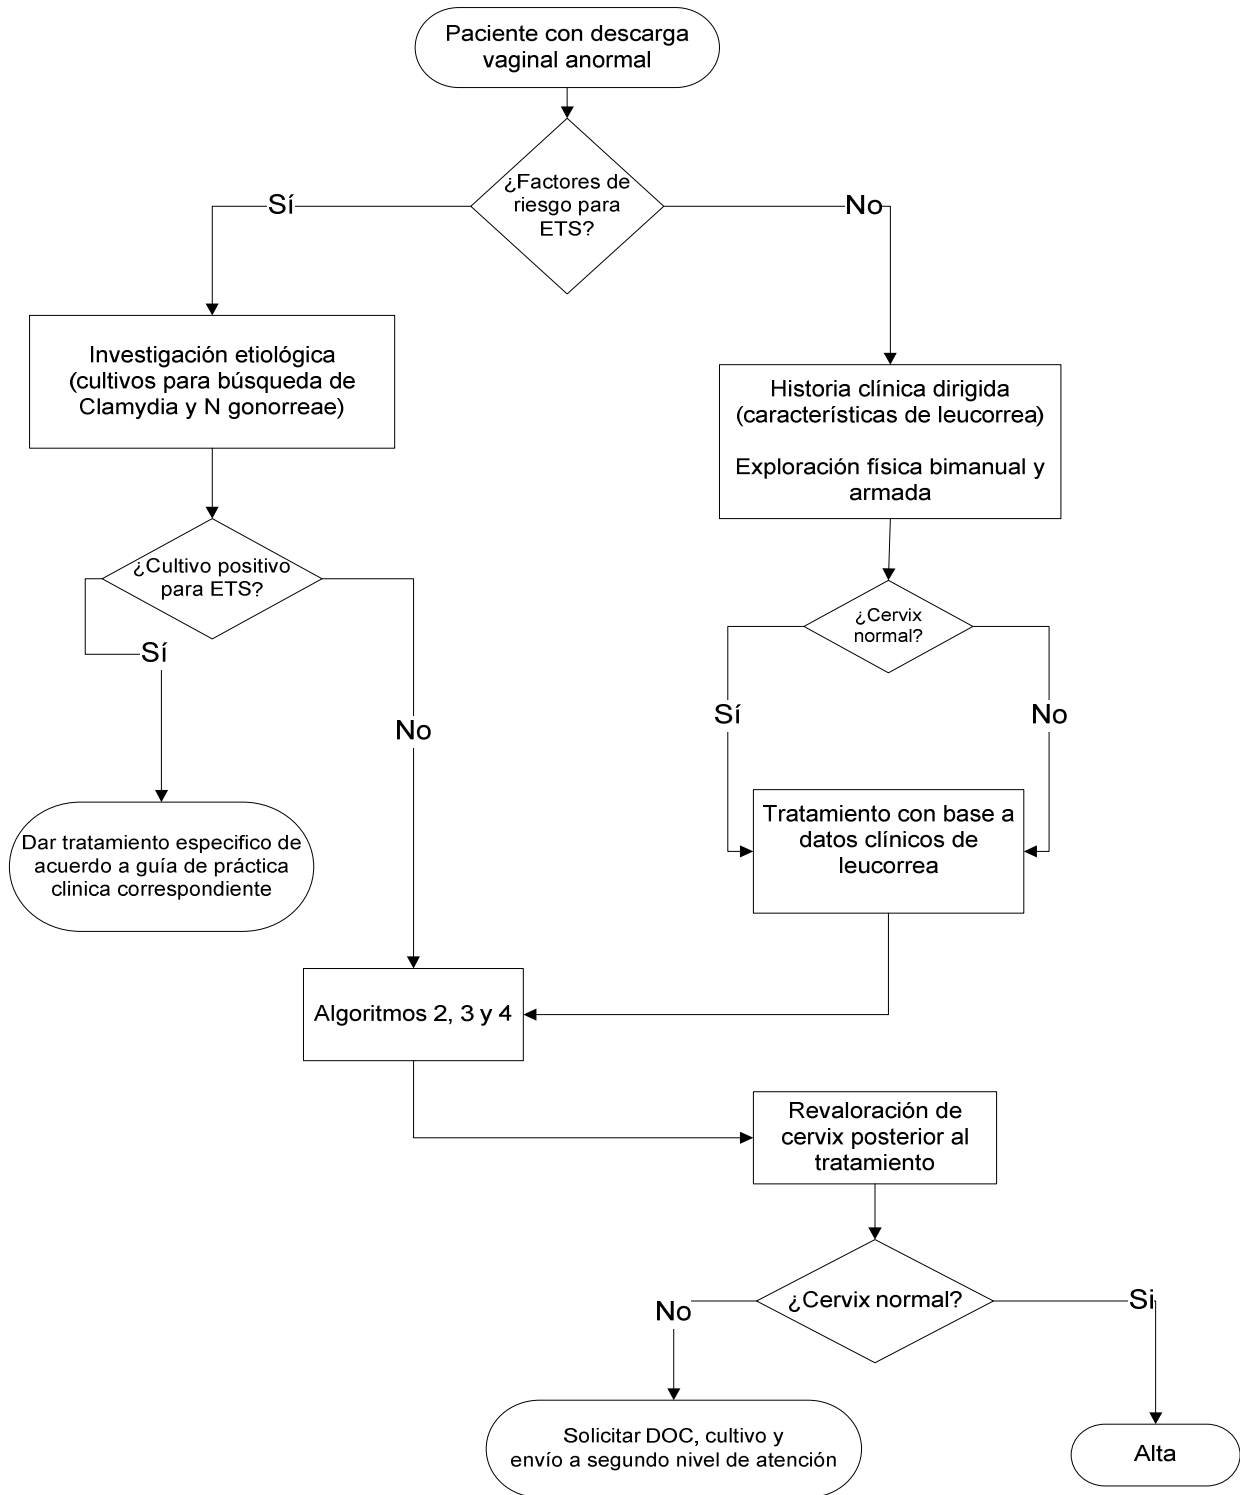 Paciente con descarga
vaginal anormal
¿Factores de
riesgo para
ETS?
Sí
No
Investigación etiológica
(cultivos para búsqueda de
Clamydia y N gonorreae)
Historia clínica dirigida
(características de leucorrea)
Exploración física bimanual y
armada
¿Cultivo positivo
para ETS?
¿Cervix
normal?
Sí
No
Sí
No
Dar tratamiento especifico de
acuerdo a guía de práctica
clinica correspondiente
Tratamiento con base a
datos clínicos de
leucorrea
Algoritmos 2, 3 y 4
Revaloración de
cervix posterior al
tratamiento
¿Cervix normal?
No
Si
Solicitar DOC, cultivo y
envío a segundo nivel de atención
Alta